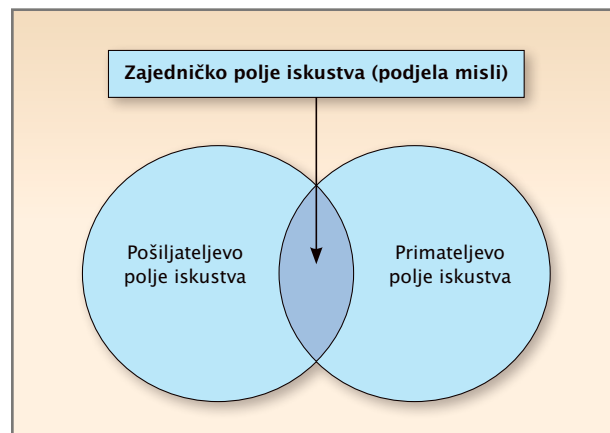 Zajedničko polje iskustva (podjela misli)
Pošiljateljevo
polje iskustva
Primateljevo
polje iskustva